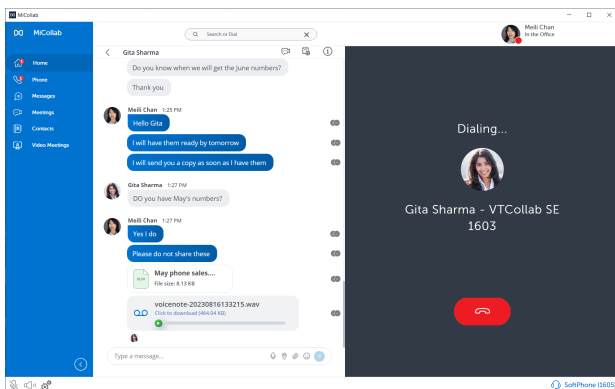 MiCollab
MiCollab
Search or Dial
Meili Chan
In the Office
Home
Phone
Messages
Meetings
Contacts
Video Meetings
Gita Sharma
Do you know when we will get the June numbers?
Thank you
Meili Chan 1:25 PM
Hello Gita
I will have them ready by tomorrow
I will send you a copy as soon as I have them
Gita Sharma 1:27 PM
DO you have May's numbers?
Meili Chan 1:27 PM
Yes I do
Please do not share these
May phone sales....
File size: 8.13 KB
voicenote-20230816133215.wav
Click to download (464.04 KB)
Type a message...
Dialing...
Gita Sharma - VTCollab SE
1603
SoftPhone (1605)